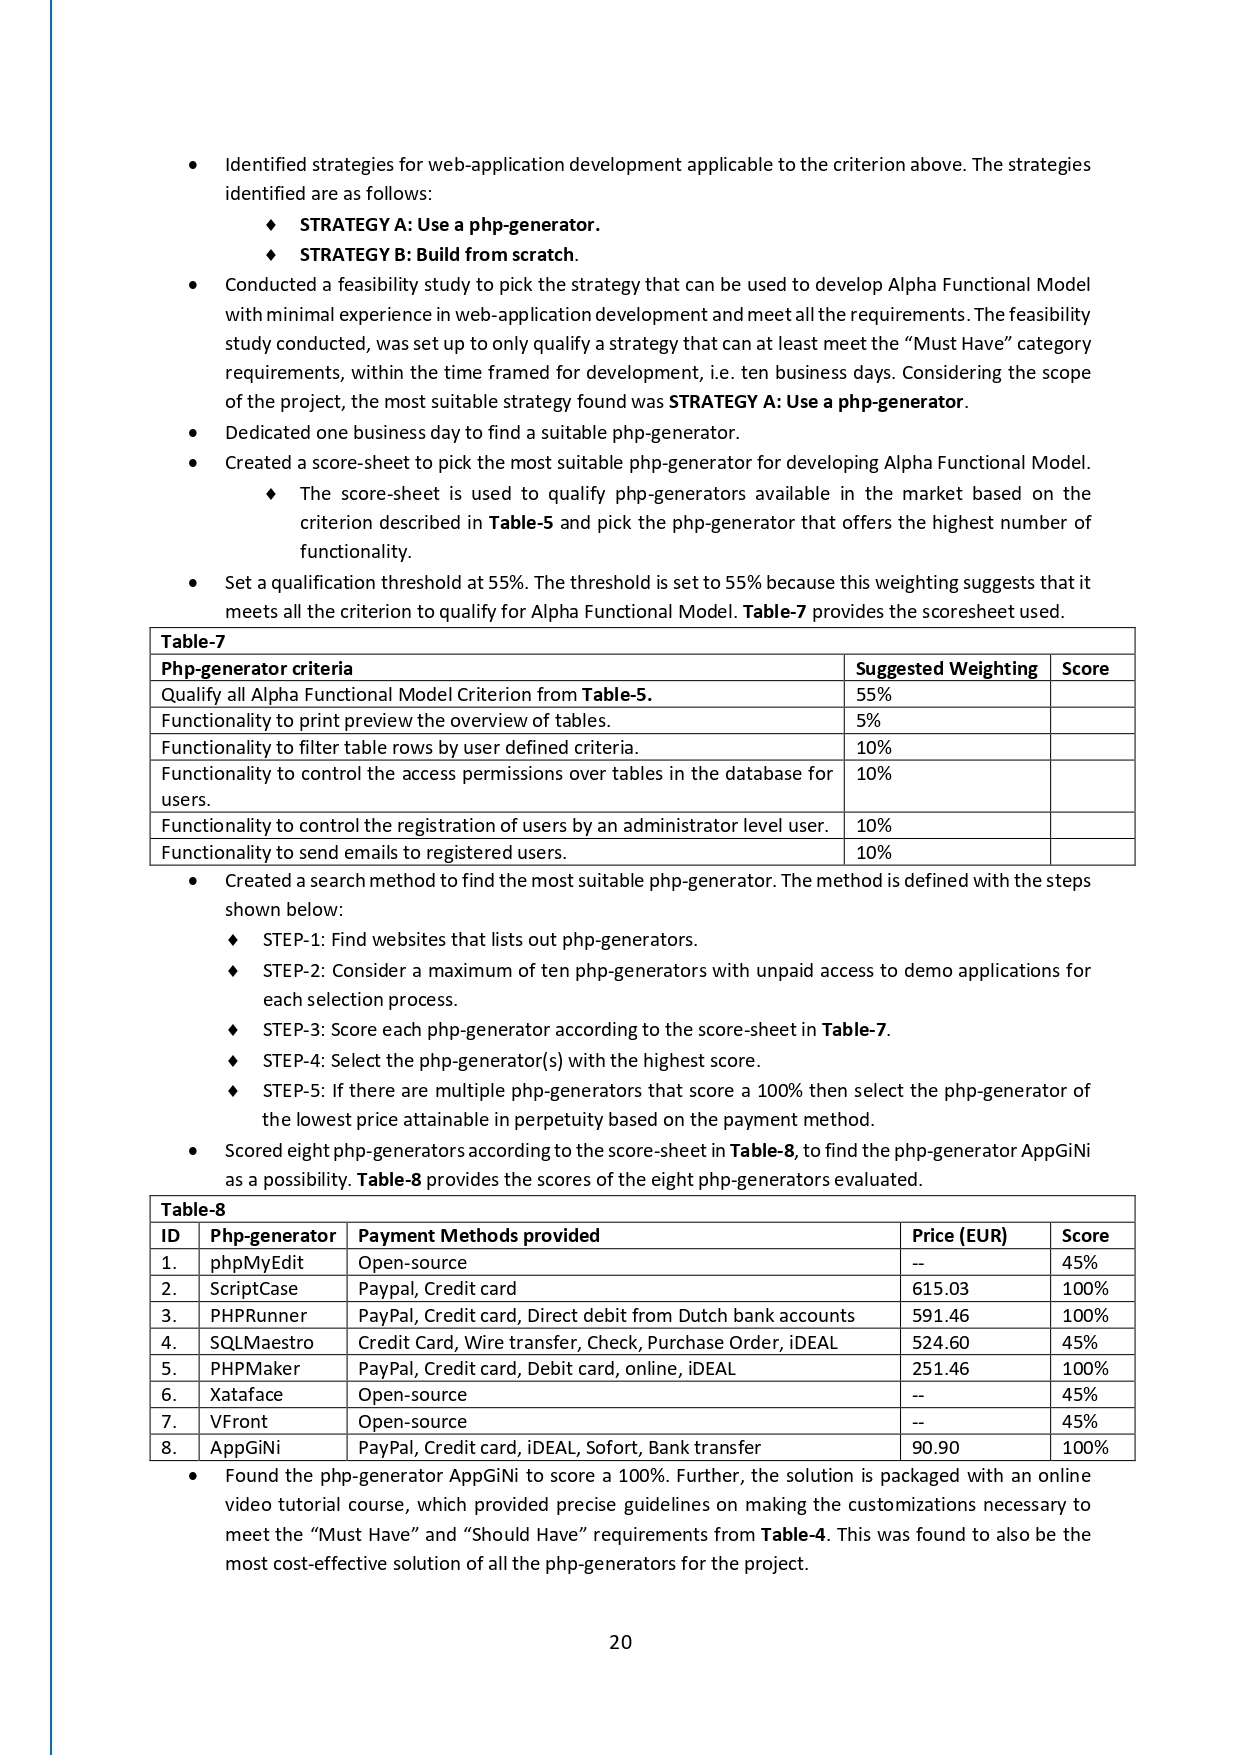 • Identified strategies for web-application development applicable to the criterion above. The strategies
identified are as follows:
♦ STRATEGY A: Use a php-generator.
♦ STRATEGY B: Build from scratch.
• Conducted a feasibility study to pick the strategy that can be used to develop Alpha Functional Model
with minimal experience in web-application development and meet all the requirements. The feasibility
study conducted, was set up to only qualify a strategy that can at least meet the “Must Have” category
requirements, within the time framed for development, i.e. ten business days. Considering the scope
of the project, the most suitable strategy found was STRATEGY A: Use a php-generator.
• Dedicated one business day to find a suitable php-generator.
• Created a score-sheet to pick the most suitable php-generator for developing Alpha Functional Model.
♦ The score-sheet is used to qualify php-generators available in the market based on the
criterion described in Table-5 and pick the php-generator that offers the highest number of
functionality.
• Set a qualification threshold at 55%. The threshold is set to 55% because this weighting suggests that it
meets all the criterion to qualify for Alpha Functional Model. Table-7 provides the scoresheet used.
Table-7
Php-generator criteria Suggested Weighting Score
Qualify all Alpha Functional Model Criterion from Table-5. 55%
Functionality to print preview the overview of tables. 5%
Functionality to filter table rows by user defined criteria. 10%
Functionality to control the access permissions over tables in the database for 10%
users.
Functionality to control the registration of users by an administrator level user. 10%
Functionality to send emails to registered users. 10%
• Created a search method to find the most suitable php-generator. The method is defined with the steps
shown below:
♦ STEP-1: Find websites that lists out php-generators.
♦ STEP-2: Consider a maximum of ten php-generators with unpaid access to demo applications for
each selection process.
♦ STEP-3: Score each php-generator according to the score-sheet in Table-7.
♦ STEP-4: Select the php-generator(s) with the highest score.
♦ STEP-5: If there are multiple php-generators that score a 100% then select the php-generator of
the lowest price attainable in perpetuity based on the payment method.
• Scored eight php-generators according to the score-sheet in Table-8, to find the php-generator AppGiNi
as a possibility. Table-8 provides the scores of the eight php-generators evaluated.
Table-8
ID Php-generator Payment Methods provided Price (EUR) Score
1. phpMyEdit Open-source -- 45%
2. ScriptCase Paypal, Credit card 615.03 100%
3. PHPRunner PayPal, Credit card, Direct debit from Dutch bank accounts 591.46 100%
4. SQLMaestro Credit Card, Wire transfer, Check, Purchase Order, iDEAL 524.60 45%
5. PHPMaker PayPal, Credit card, Debit card, online, iDEAL 251.46 100%
6. Xataface Open-source -- 45%
7. VFront Open-source -- 45%
8. AppGiNi PayPal, Credit card, iDEAL, Sofort, Bank transfer 90.90 100%
• Found the php-generator AppGiNi to score a 100%. Further, the solution is packaged with an online
video tutorial course, which provided precise guidelines on making the customizations necessary to
meet the “Must Have” and “Should Have” requirements from Table-4. This was found to also be the
most cost-effective solution of all the php-generators for the project.
20